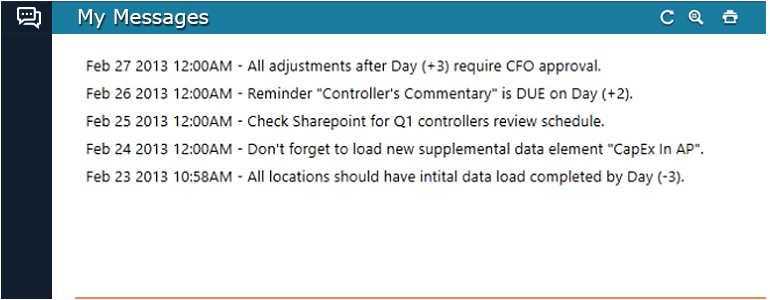 My Messages
Feb 27 2013 12:00AM - All adjustments after Day (+3) require CFO approval.
Feb 26 2013 12:00AM - Reminder "Controller's Commentary" is DUE on Day (+2).
Feb 25 2013 12:00AM - Check Sharepoint for Q1 controllers review schedule.
Feb 24 2013 12:00AM - Don't forget to load new supplemental data element "CapEx In AP".
Feb 23 2013 10:58AM - All locations should have intital data load completed by Day (-3).